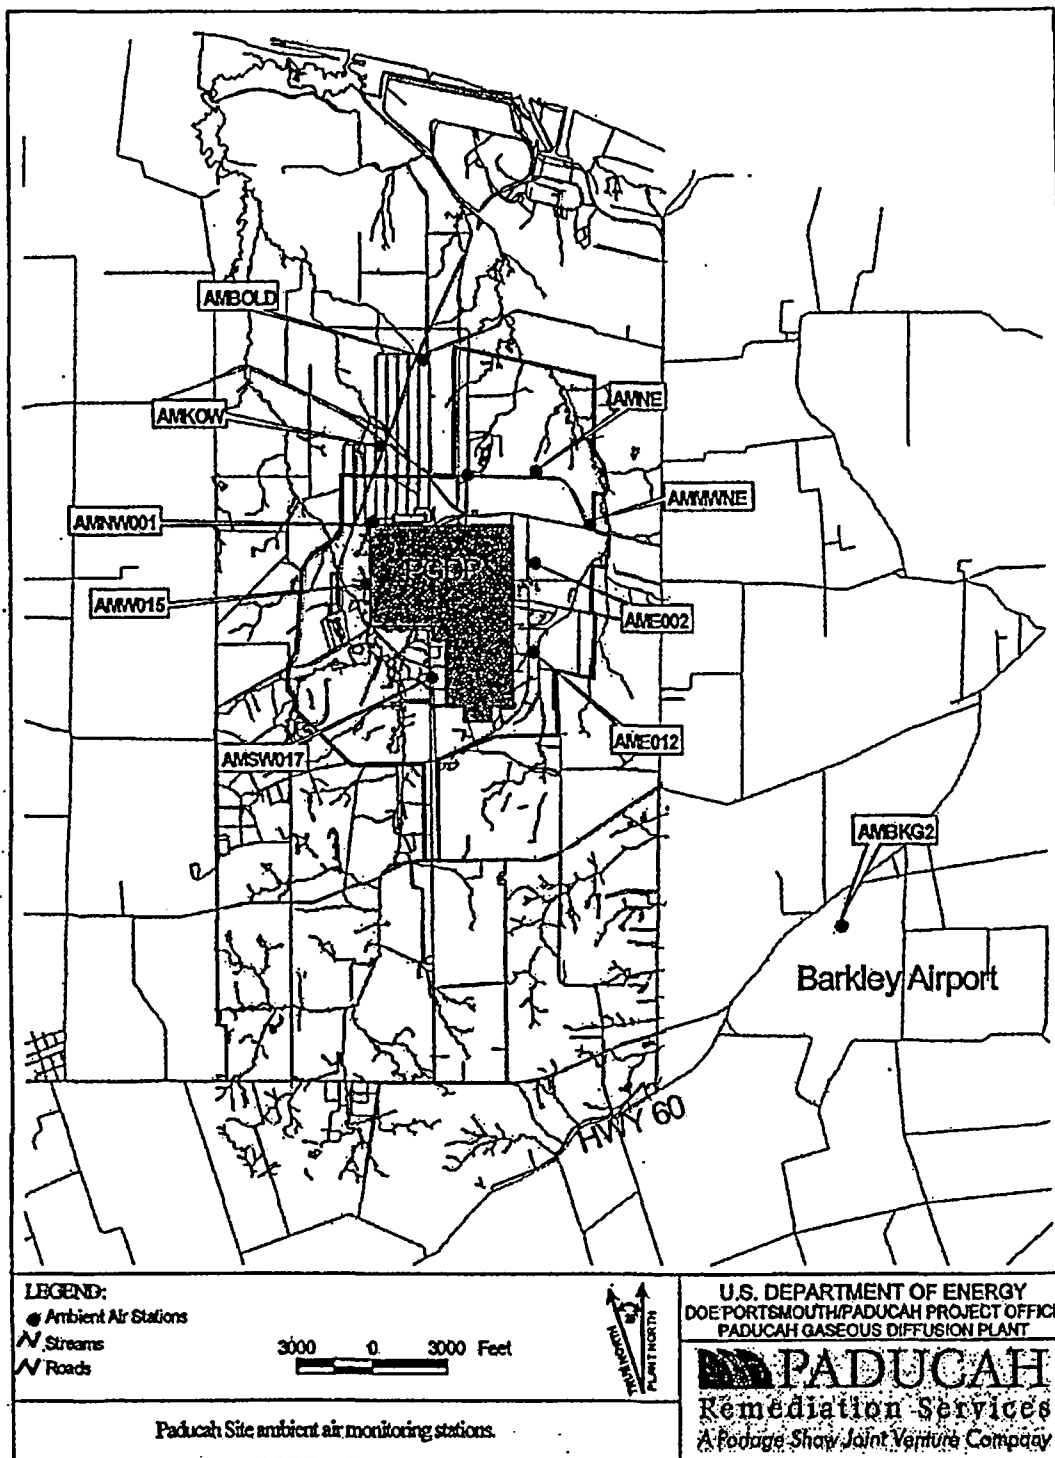 AMBOLD
AMKOW
AMNE
AMNW001
AMMWNE
PGDP
AMW015
AME002
AMSW017
AME012
AMBKG2
Barkley Airport
HWY 60
LEGEND:
Ambient Air Stations
Streams
Roads
3000 0 3000 Feet
TRUE NORTH
PLANT NORTH
Paducah Site ambient air monitoring stations.
U.S. DEPARTMENT OF ENERGY
DOE PORTSMOUTH/PADUCAH PROJECT OFFICE
PADUCAH GASEOUS DIFFUSION PLANT
PADUCAH
Remediation Services
A Portage Shaw Joint Venture Company